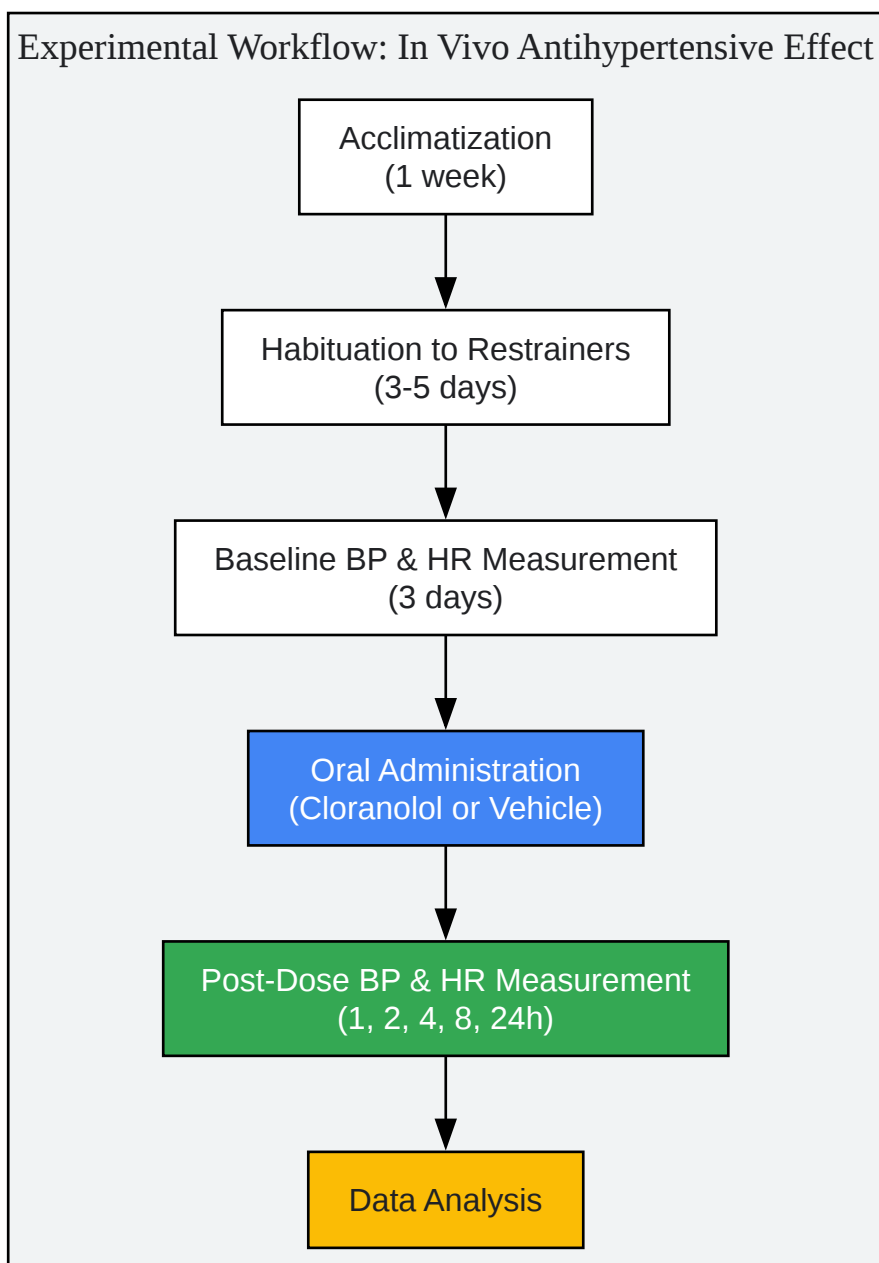 Experimental Workflow: In Vivo Antihypertensive Effect
Acclimatization
(1 week)
Habituation to Restrainers
(3-5 days)
Baseline BP & HR Measurement
(3 days)
Oral Administration
(Cloranolol or Vehicle)
Post-Dose BP & HR Measurement
(1, 2, 4, 8, 24h)
Data Analysis